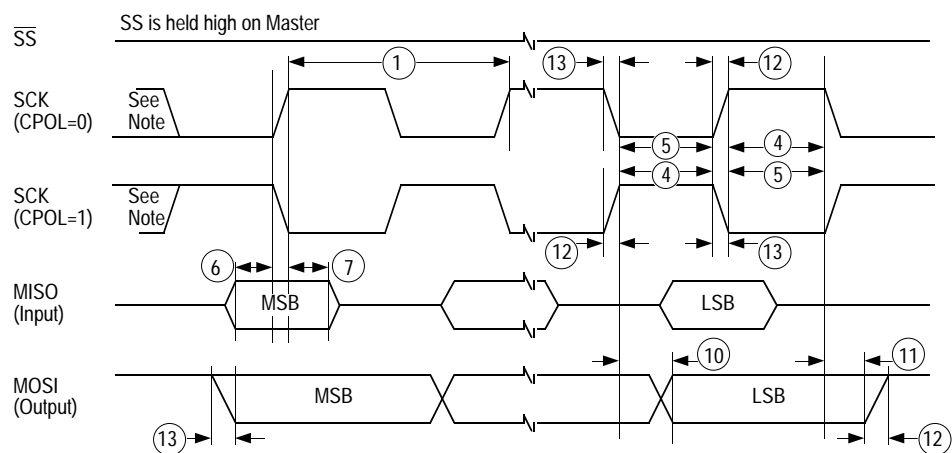 SS is held high on Master
SS
1
13
12
SCK
(CPOL=0)
See
Note
5
4
4
5
SCK
(CPOL=1)
See
Note
12
13
6
7
MISO
(Input)
MSB
LSB
10
11
MOSI
(Output)
MSB
LSB
13
12